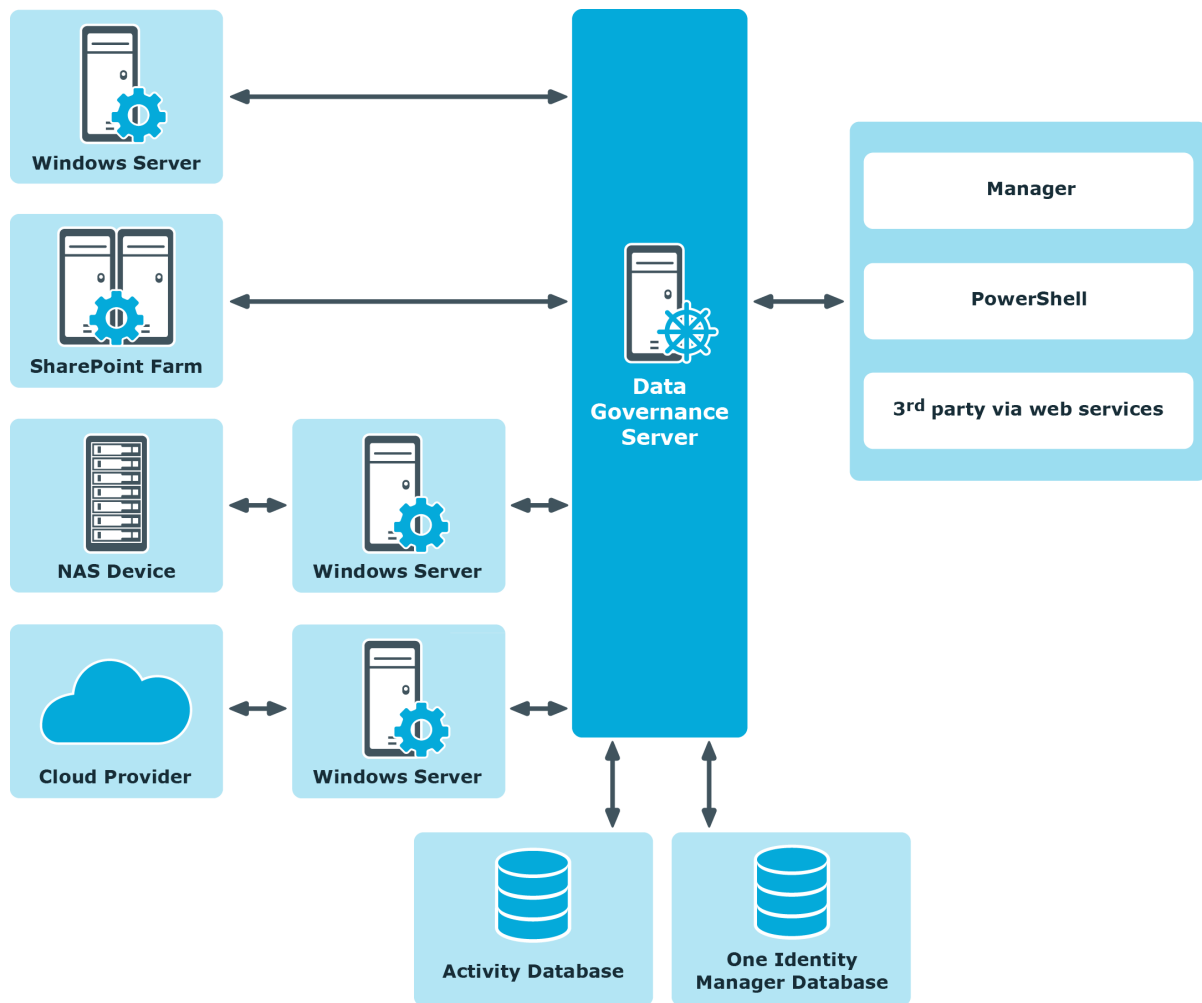 Windows Server
SharePoint Farm
NAS Device
Windows Server
Cloud Provider
Windows Server
Data
Governance
Server
Manager
PowerShell
3rd party via web services
Activity Database
One Identity
Manager Database